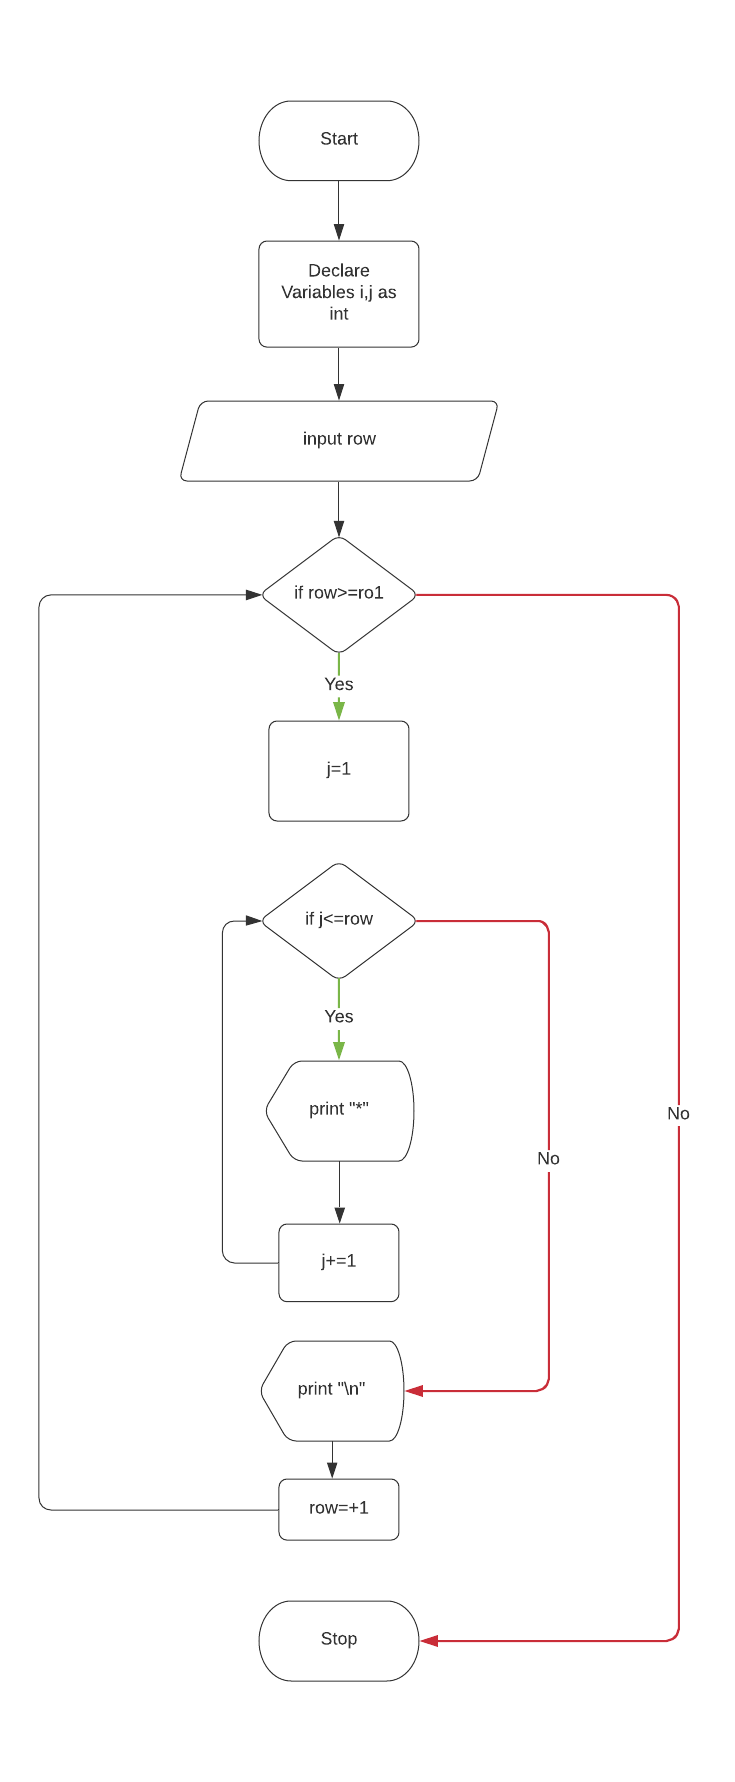 Start
Declare
Variables i,j as
int
input row
if row>=ro1
Yes
j=1
if j<=row
Yes
print "*"
No
No
j+=1
print "\n"
row=+1
Stop